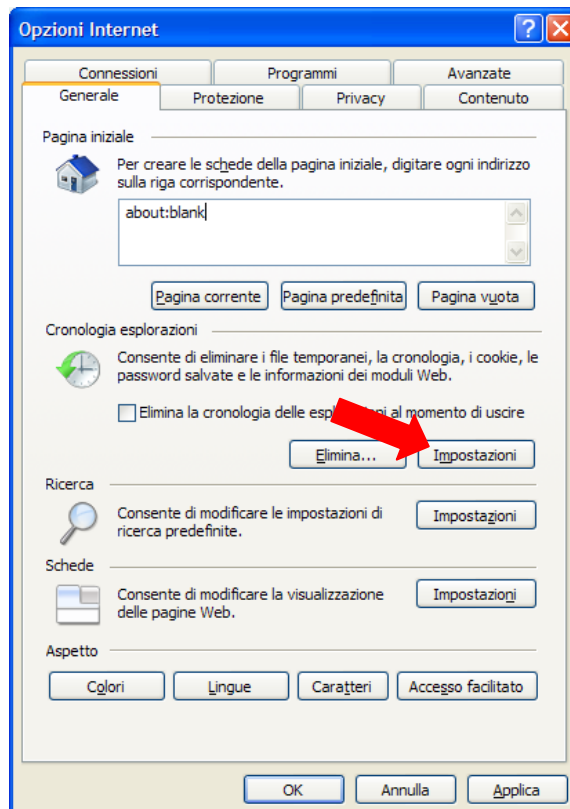 Opzioni Internet
Connessioni Programmi Avanzate
Generale Protezione Privacy Contenuto
Pagina iniziale
Per creare le schede della pagina iniziale, digitare ogni indirizzo
sulla riga corrispondente.
about:blank
Pagina corrente Pagina predefinita Pagina vuota
Cronologia esplorazioni
Consente di eliminare i file temporanei, la cronologia, i cookie, le
password salvate e le informazioni dei moduli Web.
Elimina la cronologia delle al momento di uscire
Elimina... Impostazioni
Ricerca
Consente di modificare le impostazioni di
ricerca predefinite.
Impostazioni
Schede
Consente di modificare la visualizzazione
delle pagine Web.
Impostazioni
Aspetto
Colori Lingue Caratteri Accesso facilitato
OK Annulla Applica